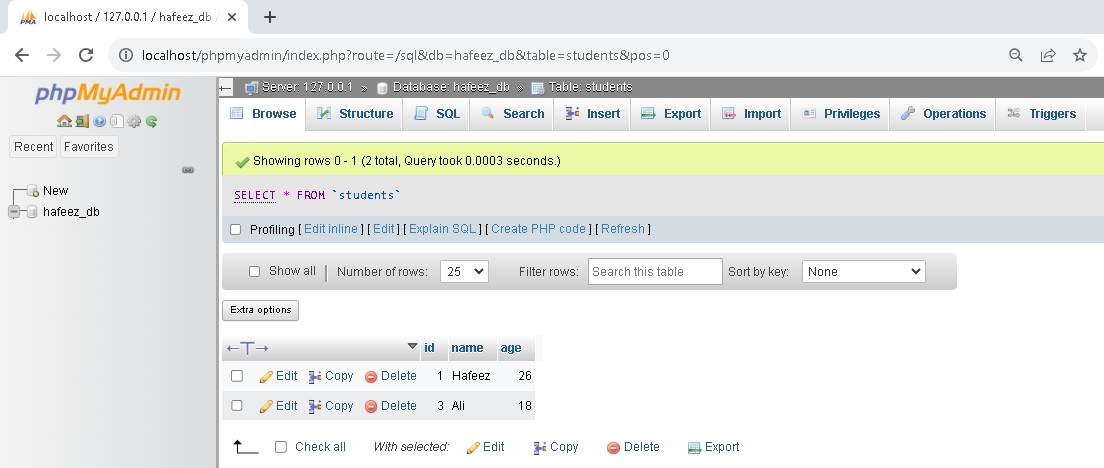 localhost / 127.0.0.1 / hafeez_db /
localhost/phpmyadmin/index.php?route=/sql&db=hafeez_db&table=students&pos=0
phpMyAdmin
Recent Favorites
New
hafeez_db
Server: 127.0.0.1 » Database: hafeez_db » Table: students
Browse Structure SQL Search Insert Export Import Privileges Operations Triggers
Showing rows 0 - 1 (2 total, Query took 0.0003 seconds.)
SELECT * FROM `students`
Profiling [ Edit inline ] [ Edit ] [ Explain SQL ] [ Create PHP code ] [ Refresh ]
Show all Number of rows: 25 Filter rows: Search this table Sort by key: None
Extra options
id name age
Edit Copy Delete 1 Hafeez 26
Edit Copy Delete 3 Ali 18
Check all With selected: Edit Copy Delete Export